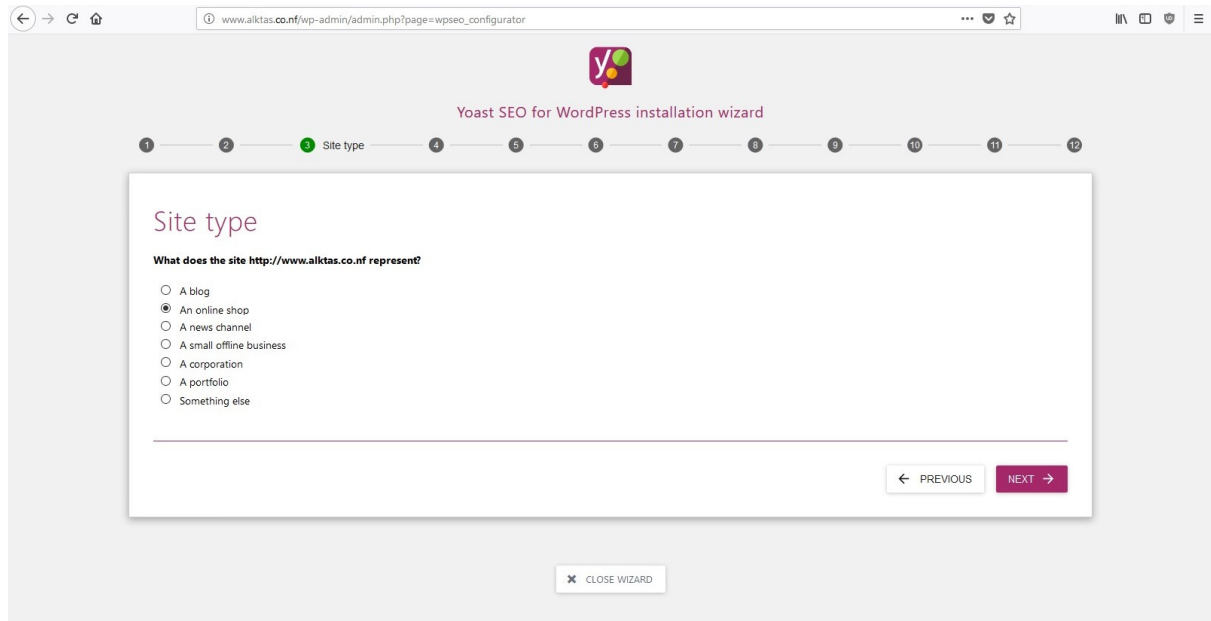 www.alktas.co.nf/wp-admin/admin.php?page=wpseo_configurator
Yoast SEO for WordPress installation wizard
1 2 3 Site type 4 5 6 7 8 9 10 11 12
Site type
What does the site http://www.alktas.co.nf represent?
A blog
An online shop
A news channel
A small offline business
A corporation
A portfolio
Something else
← PREVIOUS NEXT →
✖ CLOSE WIZARD